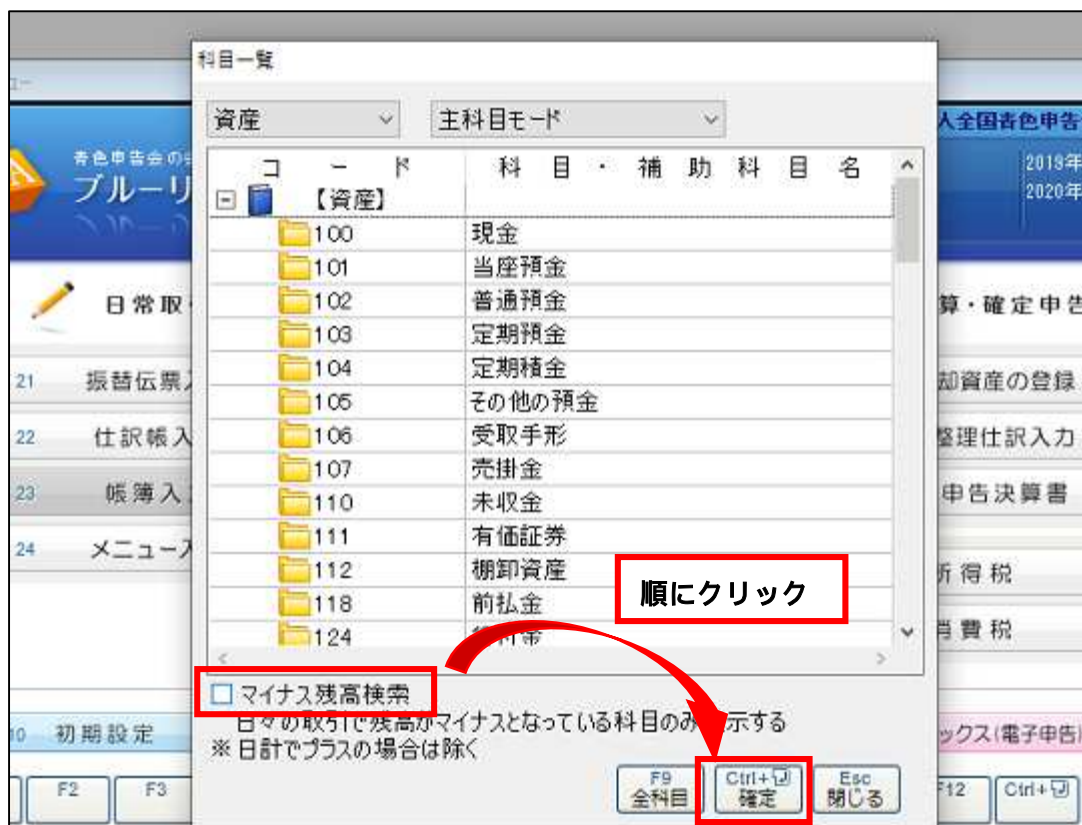 科目一覧
資産
主科目モード
コード 科目・補助科目名
【資産】
100 現金
101 当座預金
102 普通預金
103 定期預金
104 定期積金
105 その他の預金
106 受取手形
107 売掛金
110 未収金
111 有価証券
112 棚卸資産
118 前払金
124
順にクリック
マイナス残高検索
日々の取引で残高がマイナスとなっている科目のみ 示する
※日計でプラスの場合は除く
F9 全科目
Ctrl+ 確定
Esc 閉じる
青色申告会の
ブルーリ
日常取
21 振替伝票
22 仕訳帳入
23 帳簿入
24 メニュー入
初期設定
F2
F3
人全国青色申告
2019年
2020年
算・確定申告
却資産の登録
整理仕訳入力
申告決算書
所得税
消費税
ックス(電子申告)
F12
Ctrl+